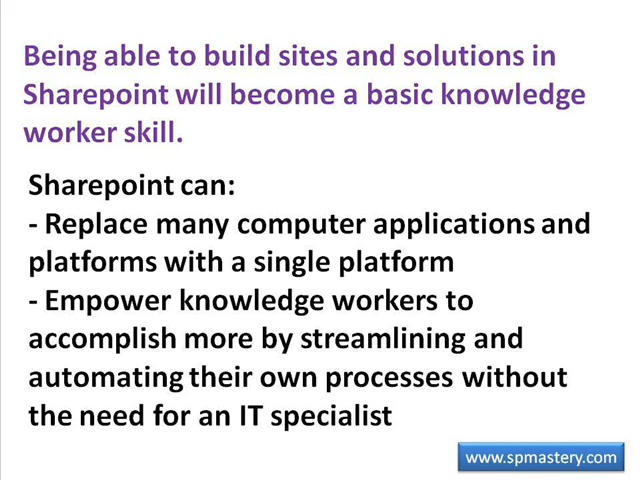 Being able to build sites and solutions in
Sharepoint will become a basic knowledge
worker skill.
Sharepoint can:
- Replace many computer applications and
platforms with a single platform
- Empower knowledge workers to
accomplish more by streamlining and
automating their own processes without
the need for an IT specialist
www.spmastery.com